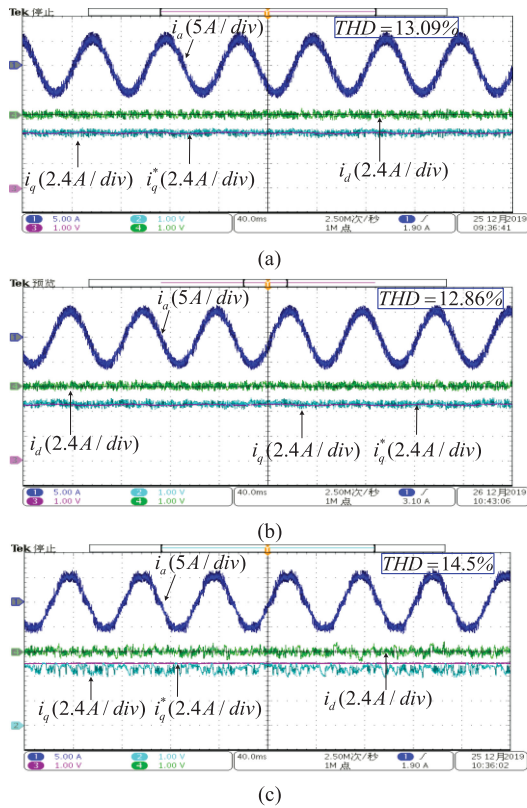 Tek 停止
i_a(5A/div)
THD=13.09%
i_q(2.4A/div) i_q^*(2.4A/div) i_d(2.4A/div)
1 5.00 A 2 1.00 V 40.0ms 2.50M次/秒 1 25 12月2019
3 1.00 V 4 1.00 V 1M 点 1.90 A 09:36:41
(a)
Tek 预览
i_a(5A/div)
THD=12.86%
i_d(2.4A/div) i_q(2.4A/div) i_q^*(2.4A/div)
1 5.00 A 2 1.00 V 40.0ms 2.50M次/秒 1 26 12月2019
3 1.00 V 4 1.00 V 1M 点 3.10 A 10:43:06
(b)
Tek 停止
i_a(5A/div)
THD=14.5%
i_q(2.4A/div) i_q^*(2.4A/div) i_d(2.4A/div)
1 5.00 A 2 1.00 V 40.0ms 2.50M次/秒 1 25 12月2019
3 1.00 V 4 1.00 V 1M 点 1.90 A 10:36:02
(c)